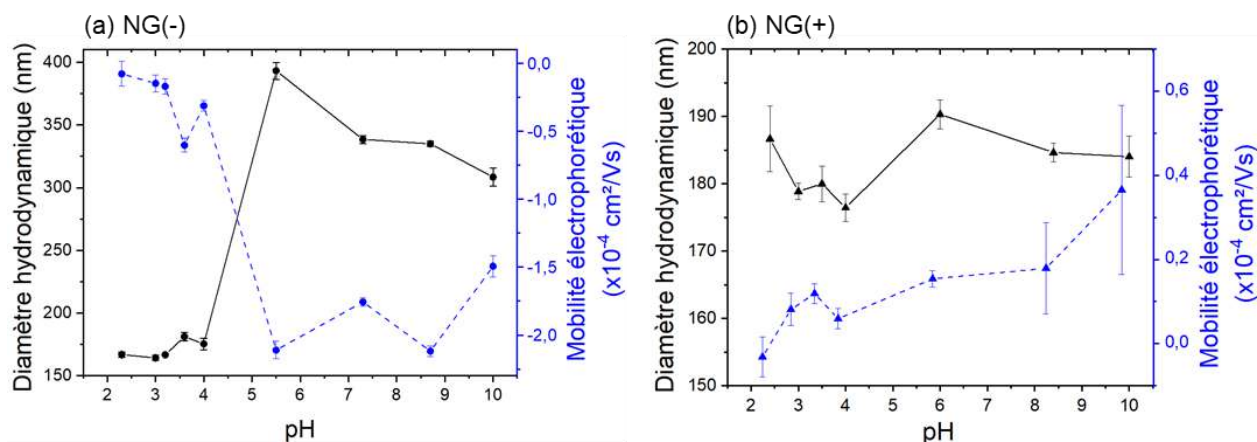 (a) NG(-)
Diamètre hydrodynamique (nm)
400
350
300
250
200
150
2 3 4 5 6 7 8 9 10
pH
0,0
-0,5
-1,0
-1,5
-2,0
Mobilité électrophorétique
(x10⁻⁴ cm²/Vs)
(b) NG(+)
Diamètre hydrodynamique (nm)
200
190
180
170
160
150
2 3 4 5 6 7 8 9 10
pH
0,6
0,4
0,2
0,0
Mobilité électrophorétique
(x10⁻⁴ cm²/Vs)